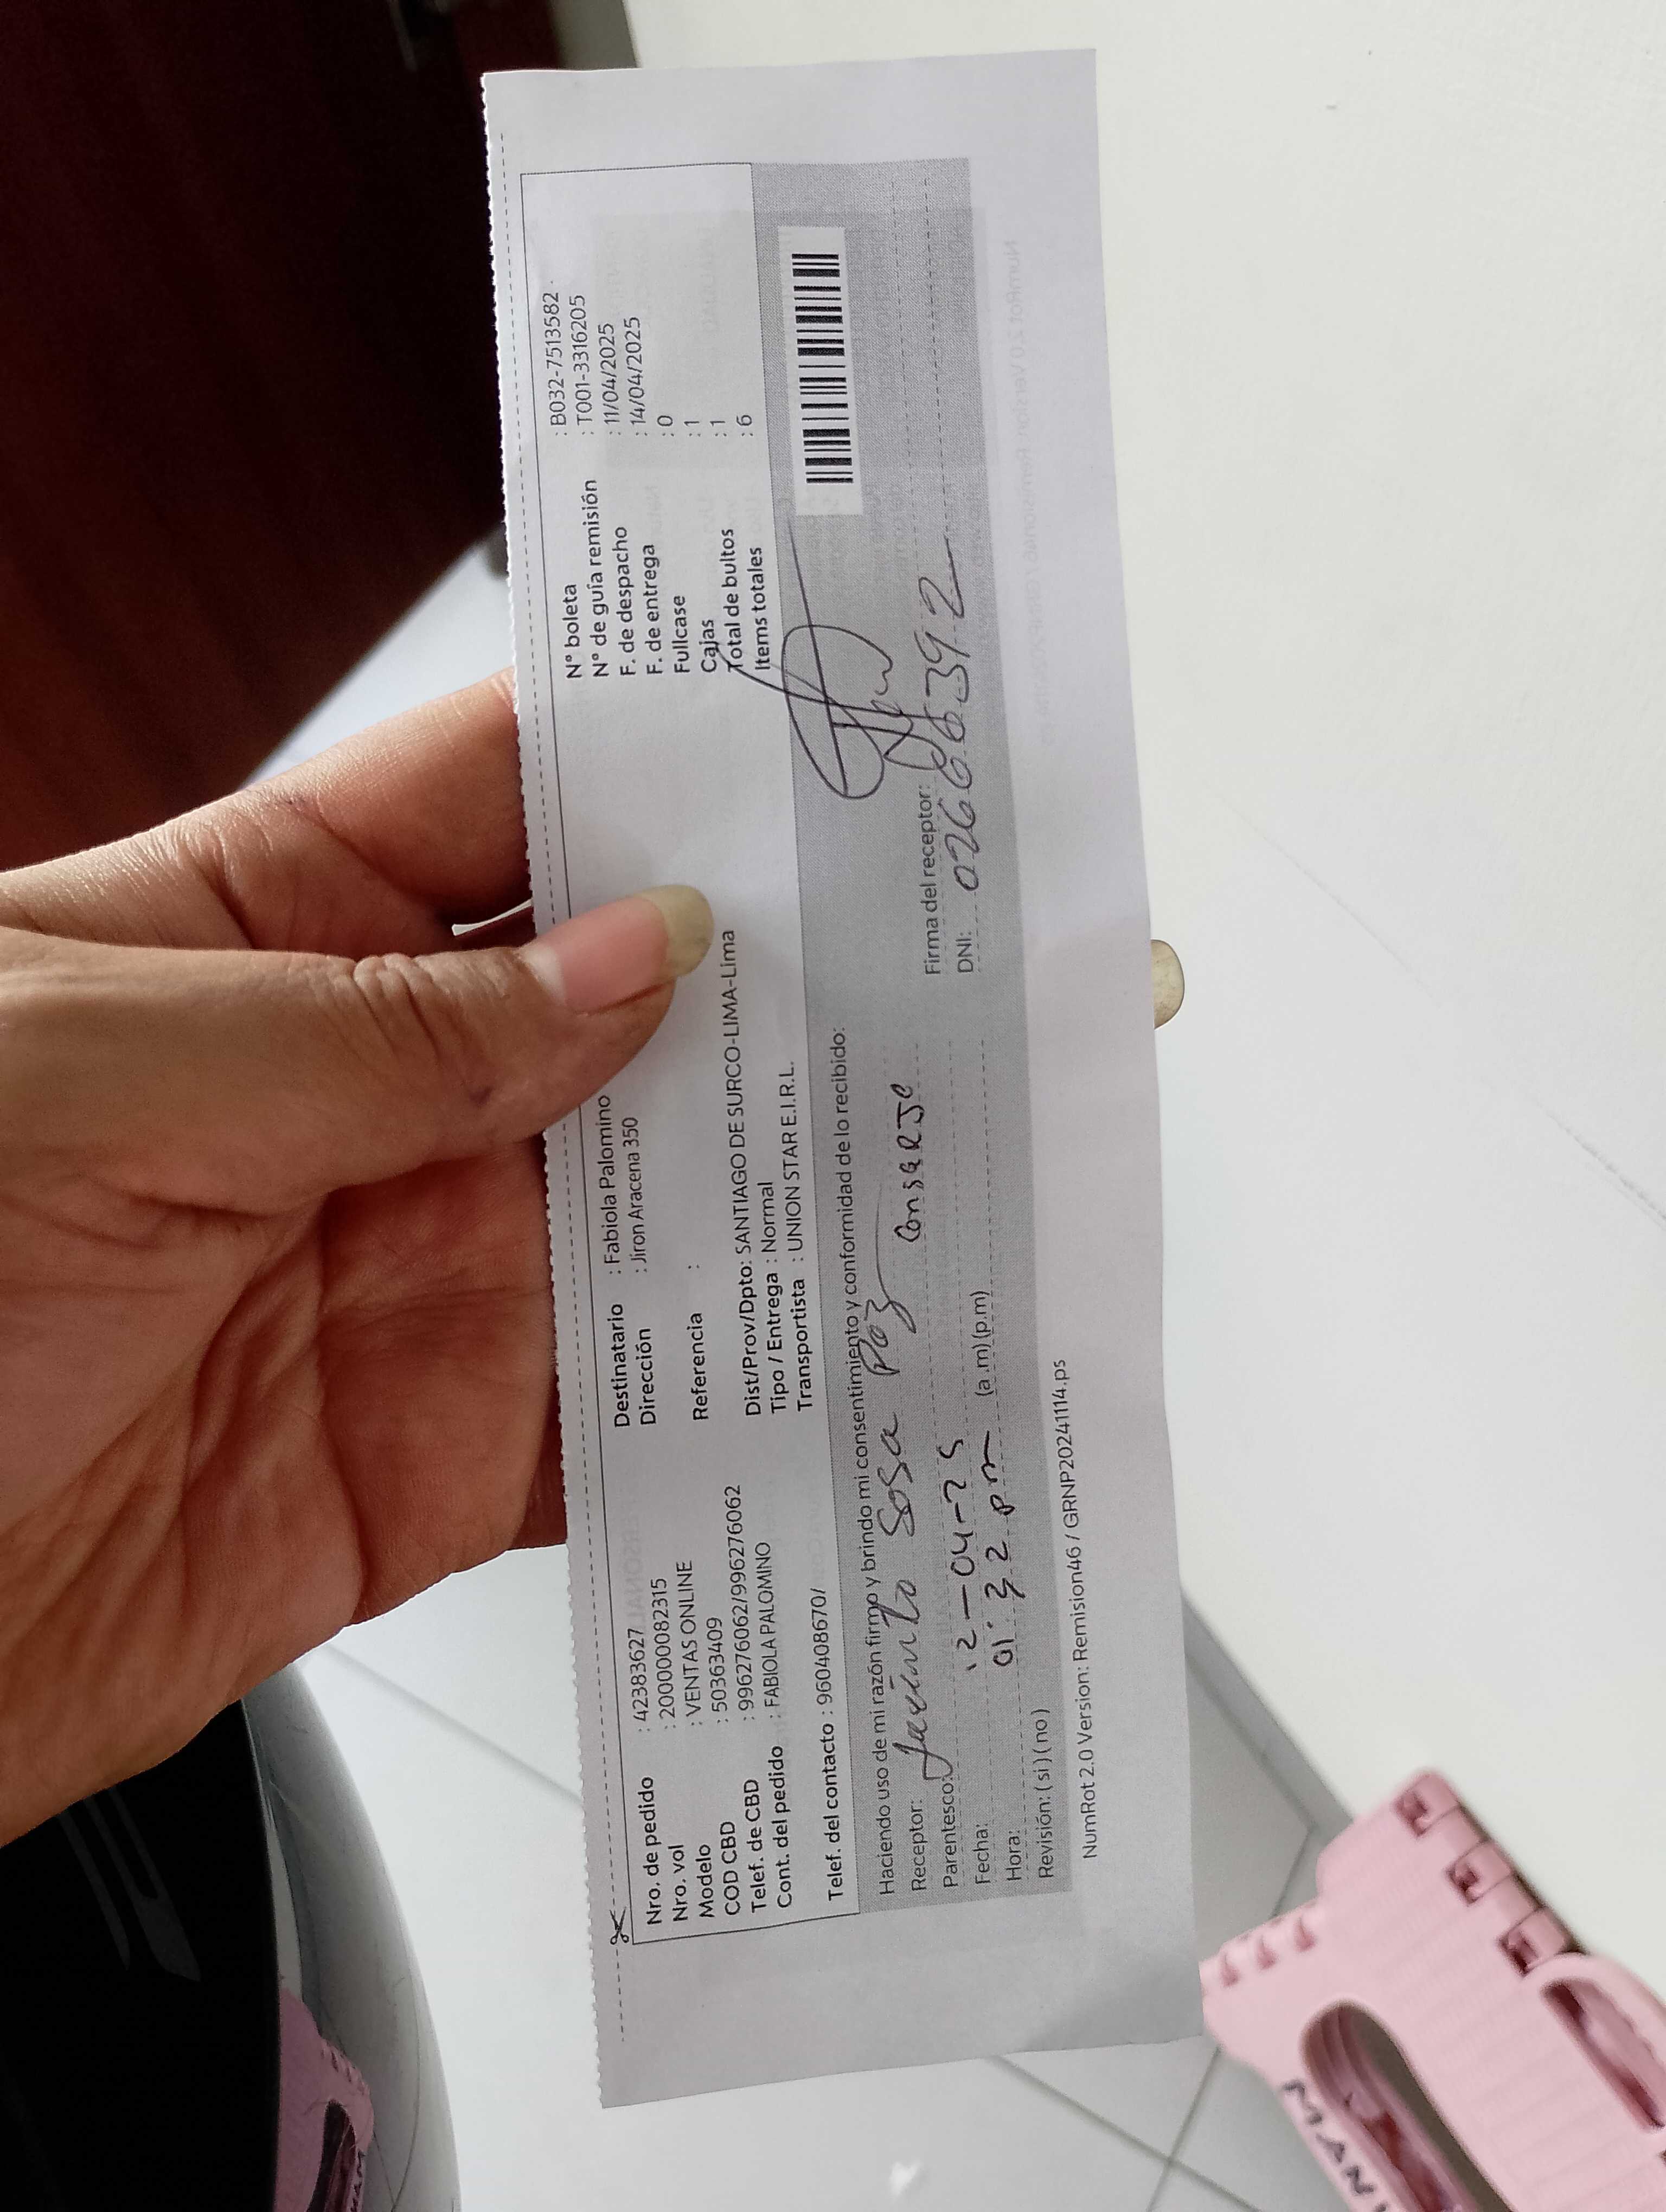 Nro. de pedido : 42383627
Nro. vol : 20000082315
Modelo : VENTAS ONLINE
COD CBD : 50363409
Telef. de CBD : 996276062/996276062
Cont. del pedido : FABIOLA PALOMINO
Telef. del contacto : 960408670/
Destinatario : Fabiola Palomino
Dirección : Jiron Aracena 350
Referencia :
Dist/Prov/Dpto: SANTIAGO DE SURCO-LIMA-Lima
Tipo / Entrega : Normal
Transportista : UNION STAR E.I.R.L.
N° boleta : B032-7513582
N° de guía remisión : T001-3316205
F. de despacho : 11/04/2025
F. de entrega : 14/04/2025
Fullcase : 0
Cajas : 1
Total de bultos : 1
Items totales : 6
Haciendo uso de mi razón firmo y brindo mi consentimiento y conformidad de lo recibido:
Receptor: Jacinto Sosa Paz
Parentesco: Conserje
Fecha: 12-04-25
Hora: 01:32 pm (a .m) (p.m)
Revisión: ( si ) ( no )
Firma del receptor:
DNI:
NumRot 2.0 Version: Remision46 / GRNP20241114.ps
MANI